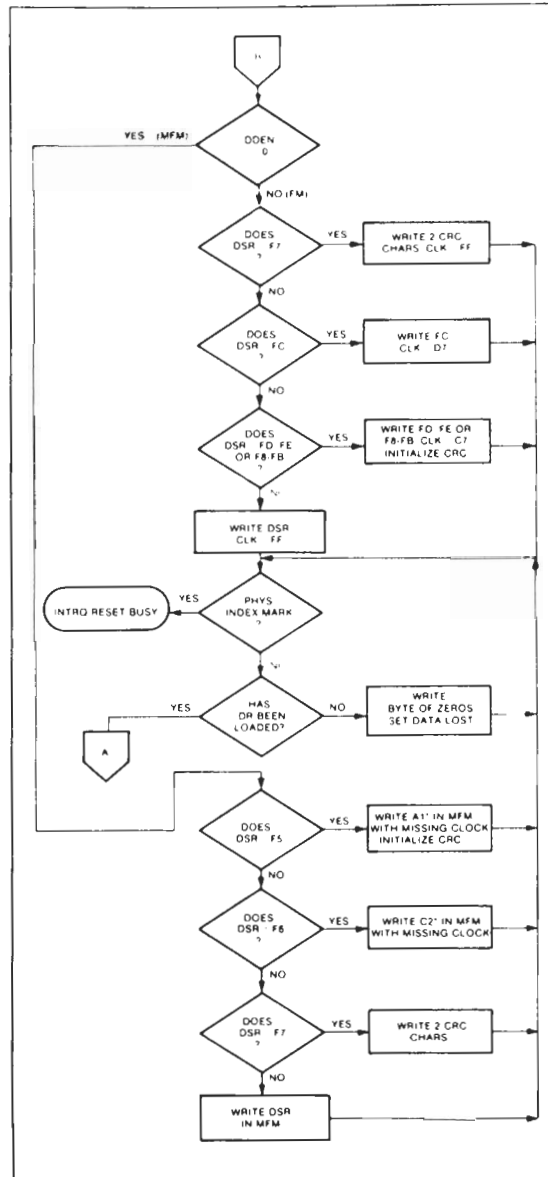 YES (MFM)
DDEN
0
NO (FM)
DOES
DSR F7
?
YES
WRITE 2 CRC
CHARS CLK FF
NO
DOES
DSR FC
?
YES
WRITE FC
CLK D7
NO
DOES
DSR FD FE
OR F8-FB
?
YES
WRITE FD FE OR
F8-FB CLK C7
INITIALIZE CRC
WRITE DSR
CLK FF
PHYS
INDEX MARK
?
YES
INTRQ RESET BUSY
HAS
DR BEEN
LOADED?
YES
NO
WRITE
BYTE OF ZEROS
SET DATA LOST
A
DOES
DSR F5
YES
WRITE A1* IN MFM
WITH MISSING CLOCK
INITIALIZE CRC
NO
DOES
DSR F6
?
YES
WRITE C2* IN MFM
WITH MISSING CLOCK
NO
DOES
DSR F7
?
YES
WRITE 2 CRC
CHARS
NO
WRITE DSR
IN MFM